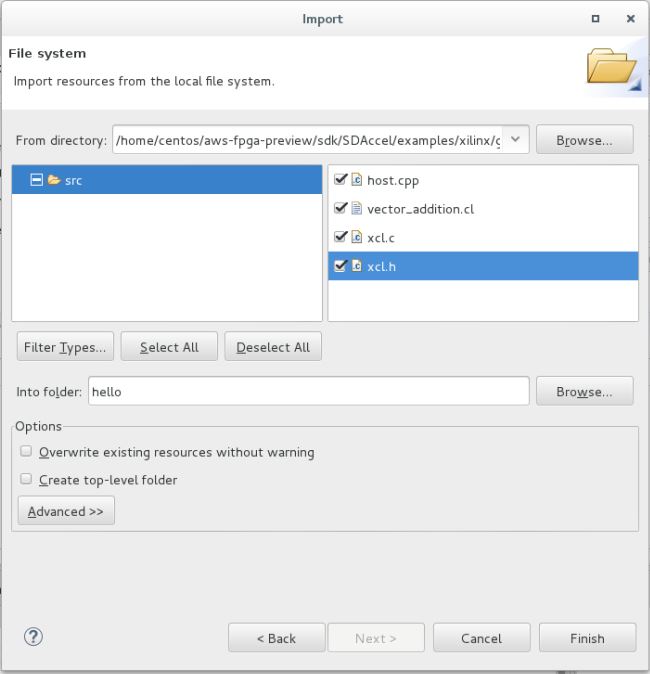 Import
File system
Import resources from the local file system.
From directory: /home/centos/aws-fpga-preview/sdk/SDAccel/examples/xilinx/g Browse...
src
host.cpp
vector_addition.cl
xcl.c
xcl.h
Filter Types... Select All Deselect All
Into folder: hello Browse...
Options
Overwrite existing resources without warning
Create top-level folder
Advanced >>
< Back Next > Cancel Finish